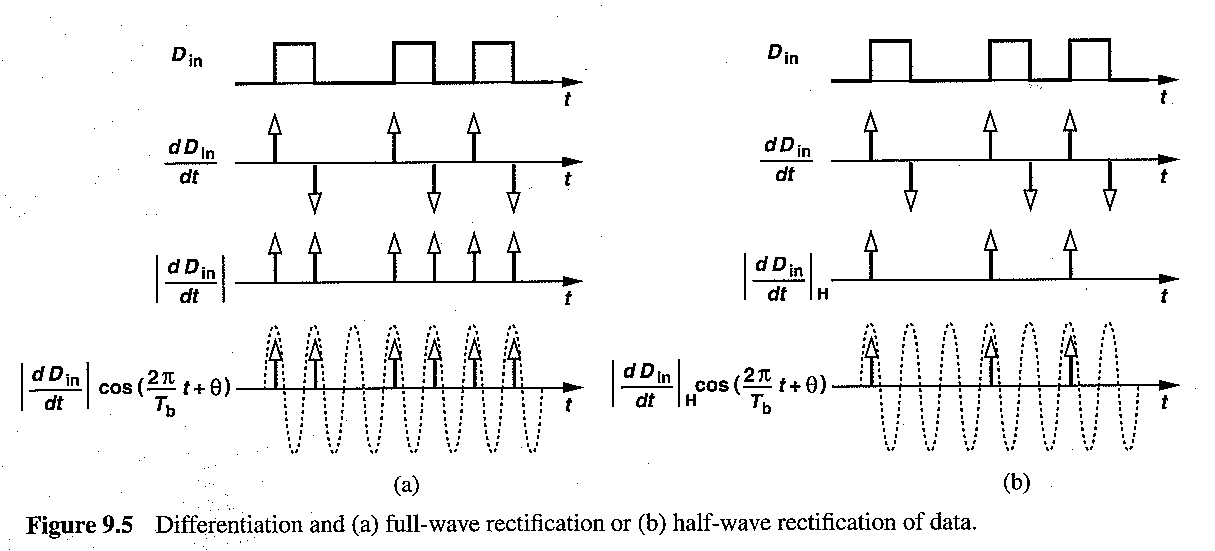 D_in
t
dD_in/dt
t
|dD_in/dt|
t
|dD_in/dt| cos(2π/T_b t+θ)
t
(a)
D_in
t
dD_in/dt
t
|dD_in/dt|_H
t
|dD_in/dt|_H cos(2π/T_b t+θ)
t
(b)
Figure 9.5 Differentiation and (a) full-wave rectification or (b) half-wave rectification of data.